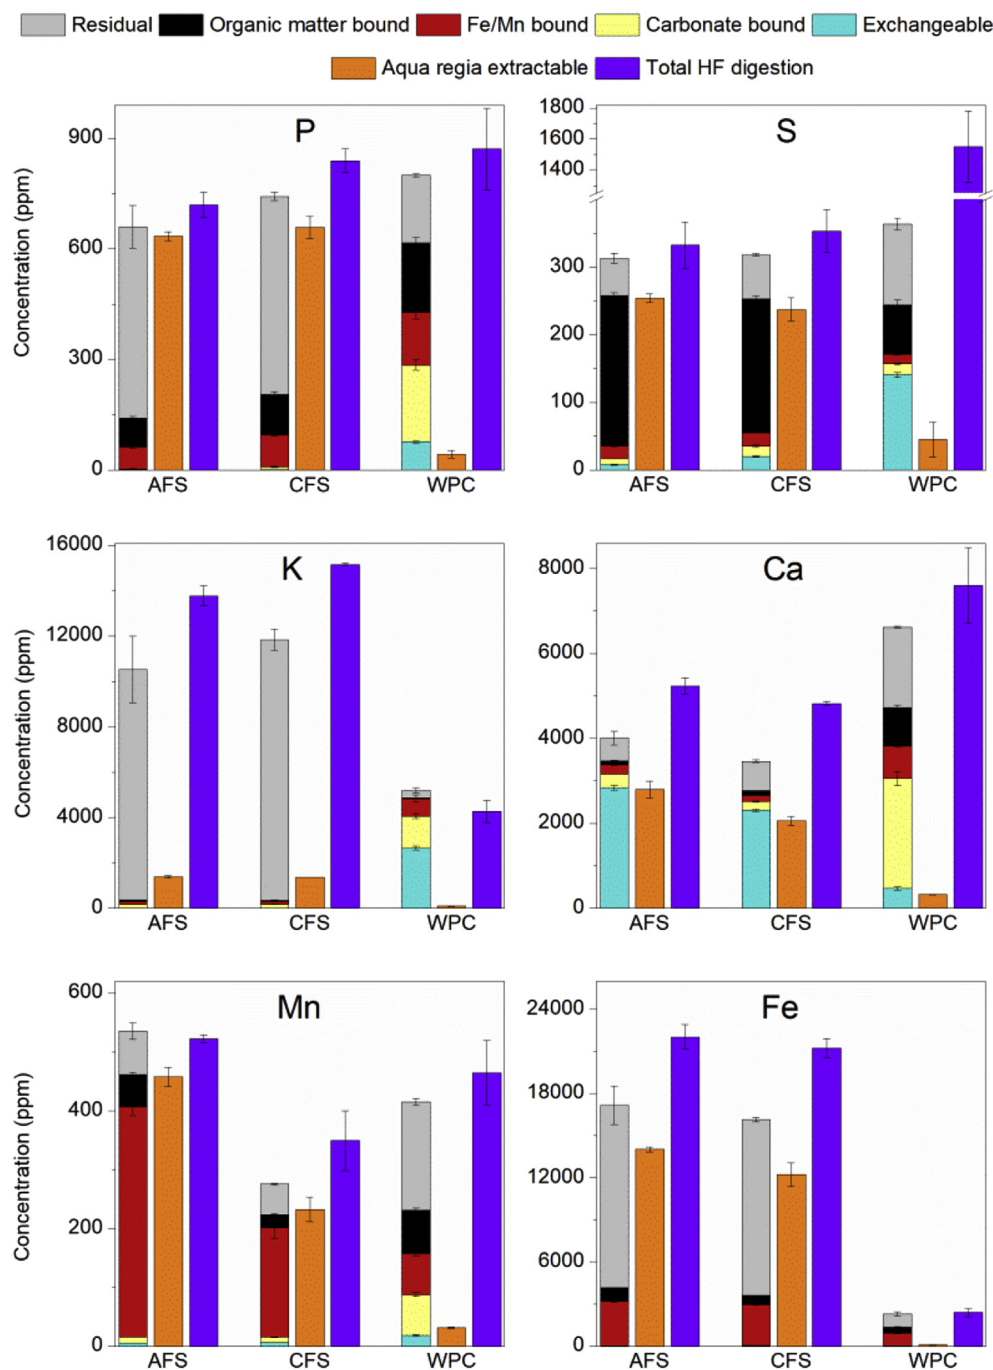 Residual Organic matter bound Fe/Mn bound Carbonate bound Exchangeable
Aqua regia extractable Total HF digestion
P
Concentration (ppm)
900
600
300
0
AFS CFS WPC
S
1800
1600
1400
300
200
100
0
AFS CFS WPC
K
Concentration (ppm)
16000
12000
8000
4000
0
AFS CFS WPC
Ca
8000
6000
4000
2000
0
AFS CFS WPC
Mn
Concentration (ppm)
600
400
200
0
AFS CFS WPC
Fe
24000
18000
12000
6000
0
AFS CFS WPC